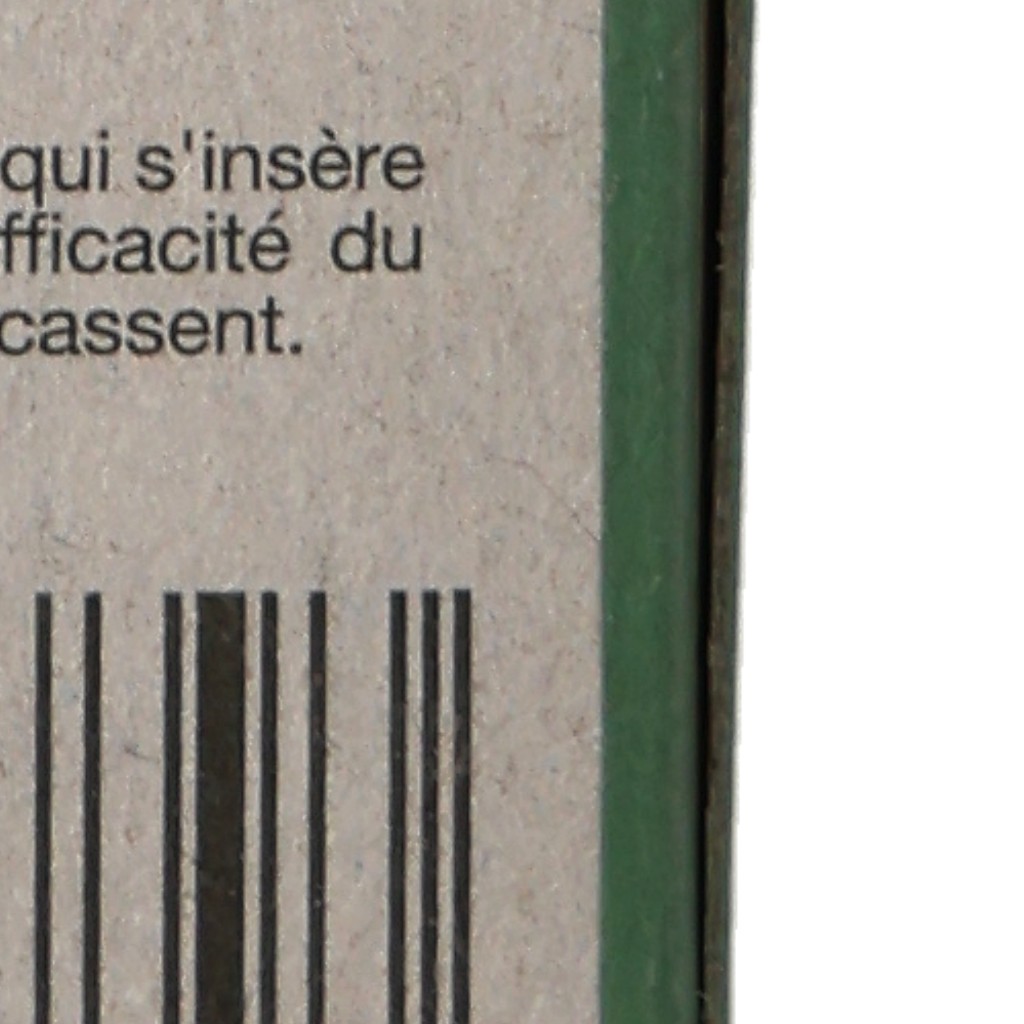 qui s'insère
fficacité du
cassent.